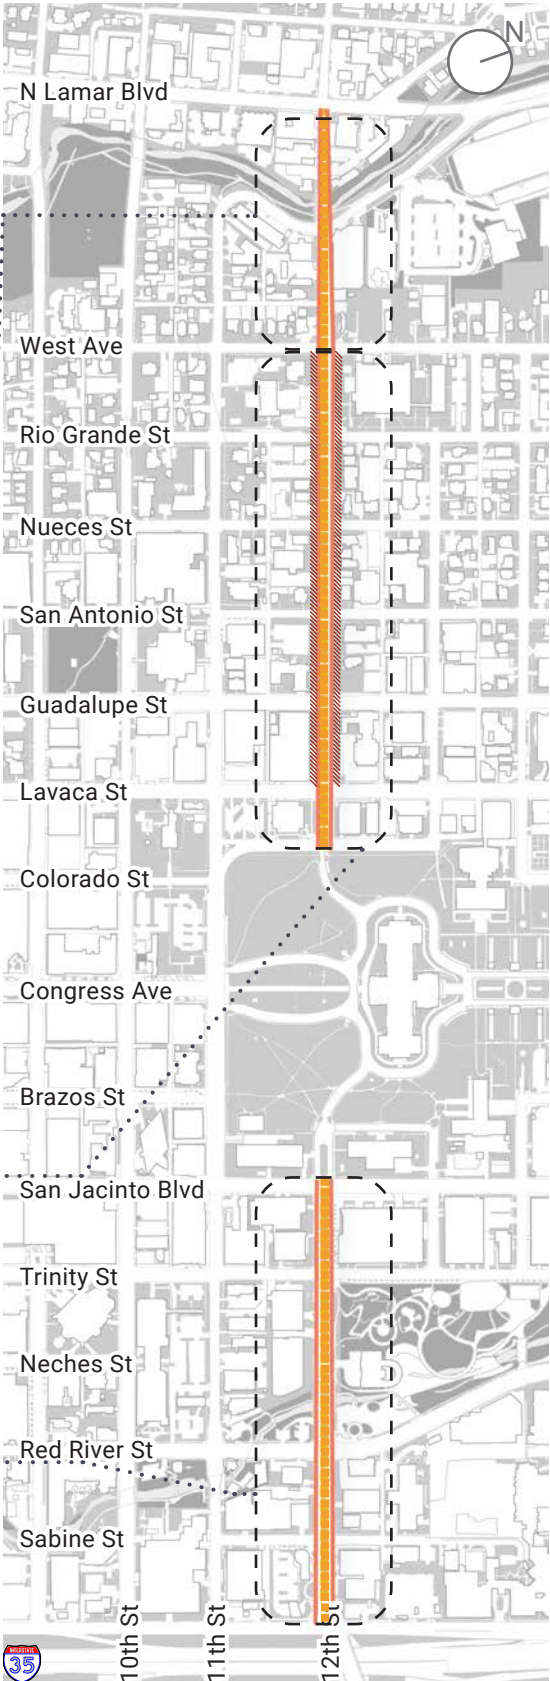 N
N Lamar Blvd
West Ave
Rio Grande St
Nueces St
San Antonio St
Guadalupe St
Lavaca St
Colorado St
Congress Ave
Brazos St
San Jacinto Blvd
Trinity St
Neches St
Red River St
Sabine St
10th St
11th St
12th St
INTERSTATE
35